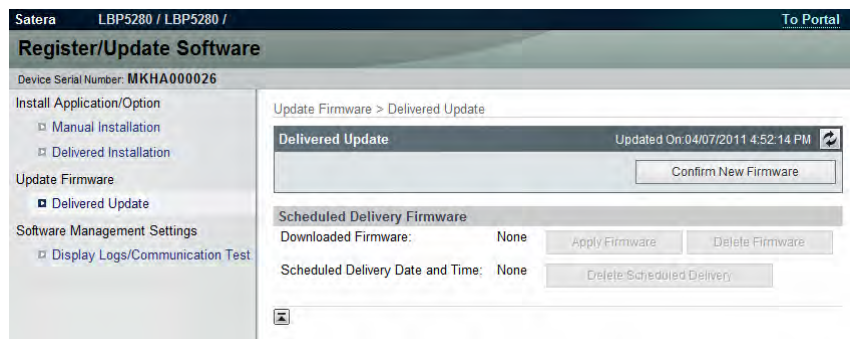 Satera LBP5280 / LBP5280 / To Portal
Register/Update Software
Device Serial Number: MKHA000026
Install Application/Option
Manual Installation
Delivered Installation
Update Firmware
Delivered Update
Software Management Settings
Display Logs/Communication Test
Update Firmware > Delivered Update
Delivered Update Updated On:04/07/2011 4:52:14 PM
Confirm New Firmware
Scheduled Delivery Firmware
Downloaded Firmware: None Apply Firmware Delete Firmware
Scheduled Delivery Date and Time: None Delete Scheduled Delivery